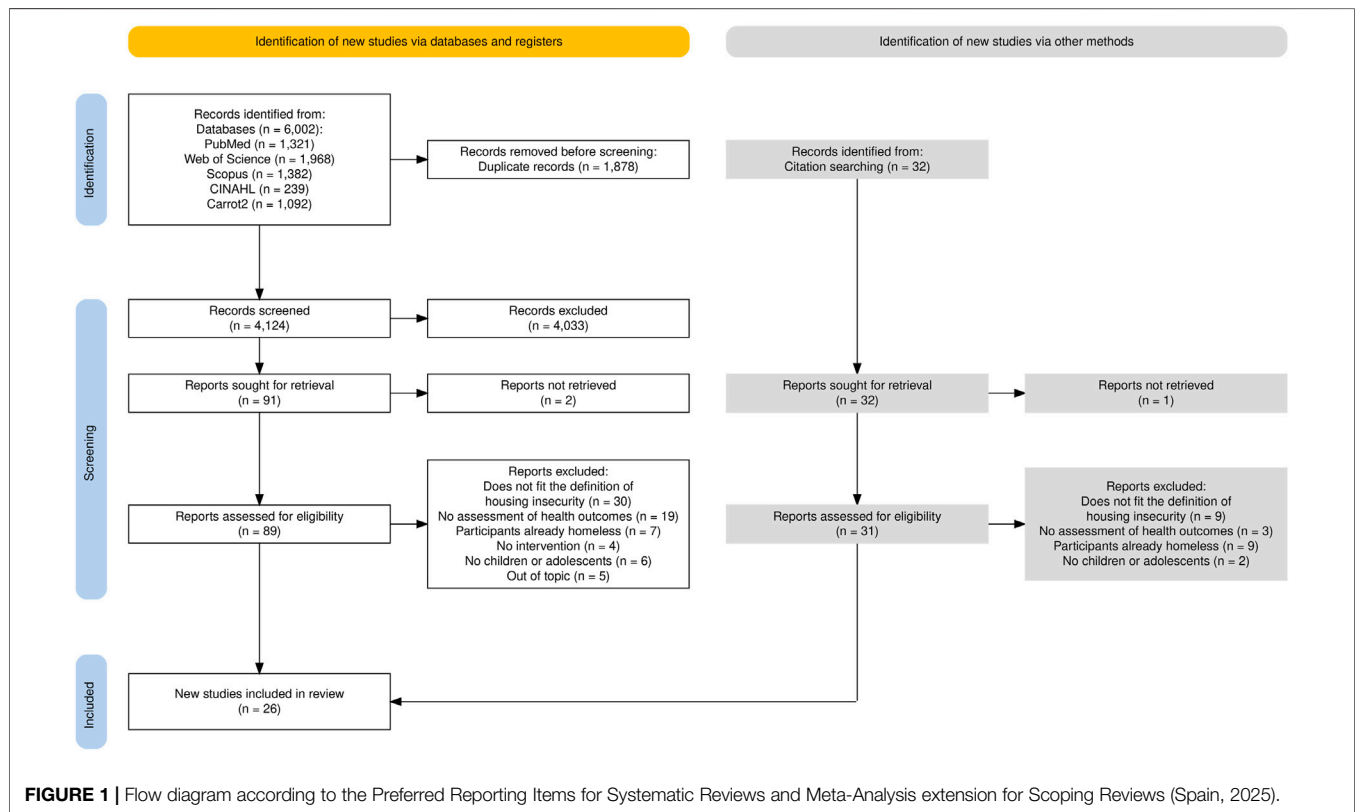 Identification of new studies via databases and registers
Identification of new studies via other methods
Identification
Records identified from:
Databases (n = 6,002):
PubMed (n = 1,321)
Web of Science (n = 1,968)
Scopus (n = 1,382)
CINAHL (n = 239)
Carrot2 (n = 1,092)
Records removed before screening:
Duplicate records (n = 1,878)
Records identified from:
Citation searching (n = 32)
Screening
Records screened
(n = 4,124)
Records excluded
(n = 4,033)
Reports sought for retrieval
(n = 91)
Reports not retrieved
(n = 2)
Reports sought for retrieval
(n = 32)
Reports not retrieved
(n = 1)
Reports assessed for eligibility
(n = 89)
Reports excluded:
Does not fit the definition of
housing insecurity (n = 30)
No assessment of health outcomes (n = 19)
Participants already homeless (n = 7)
No intervention (n = 4)
No children or adolescents (n = 6)
Out of topic (n = 5)
Reports assessed for eligibility
(n = 31)
Reports excluded:
Does not fit the definition of
housing insecurity (n = 9)
No assessment of health outcomes (n = 3)
Participants already homeless (n = 9)
No children or adolescents (n = 2)
Included
New studies included in review
(n = 26)
FIGURE 1 | Flow diagram according to the Preferred Reporting Items for Systematic Reviews and Meta-Analysis extension for Scoping Reviews (Spain, 2025).